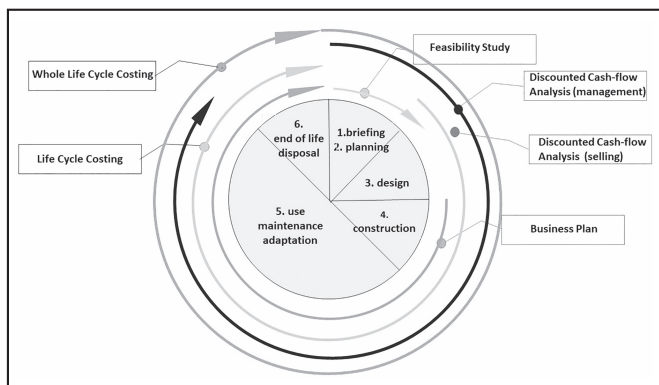 Feasibility Study
Whole Life Cycle Costing
Discounted Cash-flow
Analysis (management)
Life Cycle Costing
Discounted Cash-flow
Analysis (selling)
Business Plan
6.
end of life
disposal
1.briefing
2. planning
3. design
4.
construction
5. use
maintenance
adaptation